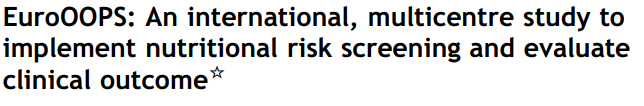 EuroOOPS: An international, multicentre study to
implement nutritional risk screening and evaluate
clinical outcome☆